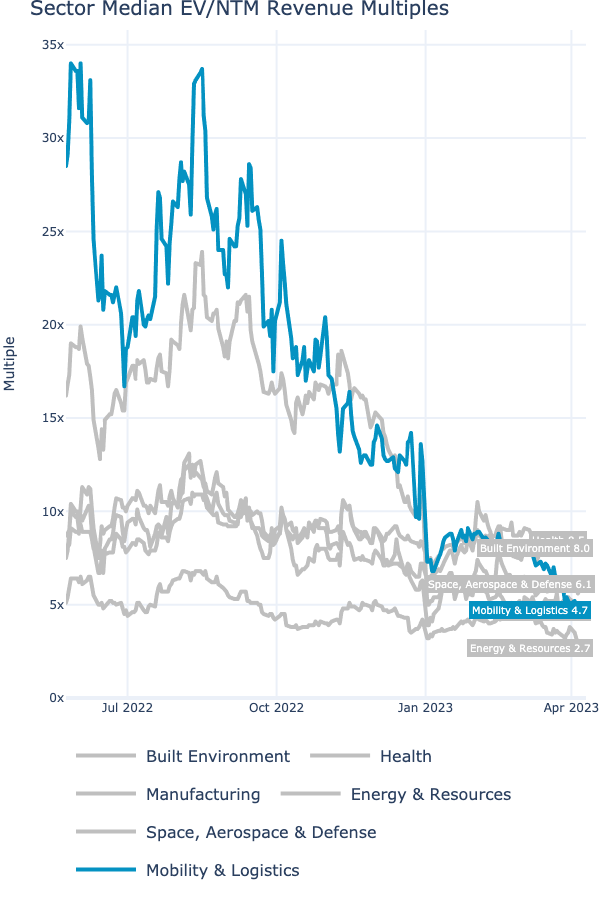 Sector Median EV/NTM Revenue Multiples
35x
30x
25x
20x
15x
10x
5x
0x
Multiple
Built Environment 8.0
Space, Aerospace & Defense 6.1
Mobility & Logistics 4.7
Energy & Resources 2.7
Jul 2022
Oct 2022
Jan 2023
Apr 2023
Built Environment
Health
Manufacturing
Energy & Resources
Space, Aerospace & Defense
Mobility & Logistics